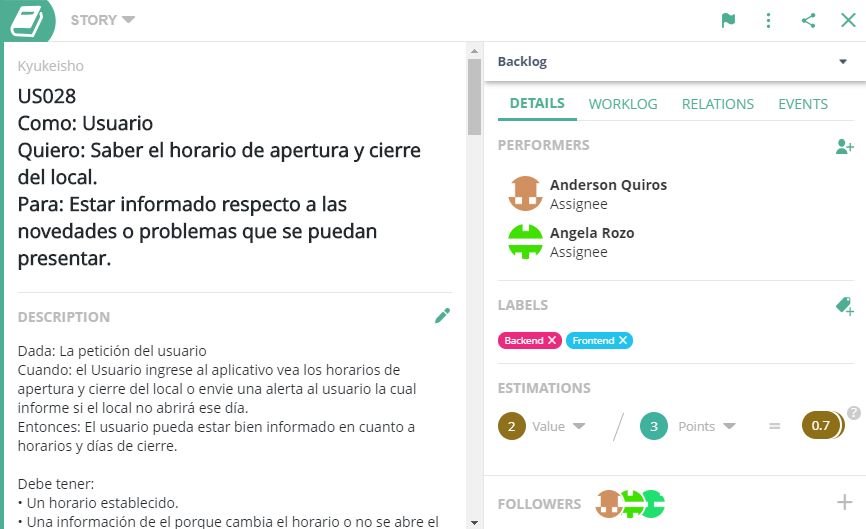 STORY
Kyukeisho
US028
Como: Usuario
Quiero: Saber el horario de apertura y cierre
del local.
Para: Estar informado respecto a las
novedades o problemas que se puedan
presentar.
DESCRIPTION
Dada: La petición del usuario
Cuando: el Usuario ingrese al aplicativo vea los horarios de
apertura y cierre del local o envie una alerta al usuario la cual
informe si el local no abrirá ese día.
Entonces: El usuario pueda estar bien informado en cuanto a
horarios y días de cierre.
Debe tener:
• Un horario establecido.
• Una información de el porque cambia el horario o no se abre el
Backlog
DETAILS WORKLOG RELATIONS EVENTS
PERFORMERS
Anderson Quiros
Assignee
Angela Rozo
Assignee
LABELS
Backend X Frontend X
ESTIMATIONS
2 Value / 3 Points = 0.7 ?
FOLLOWERS